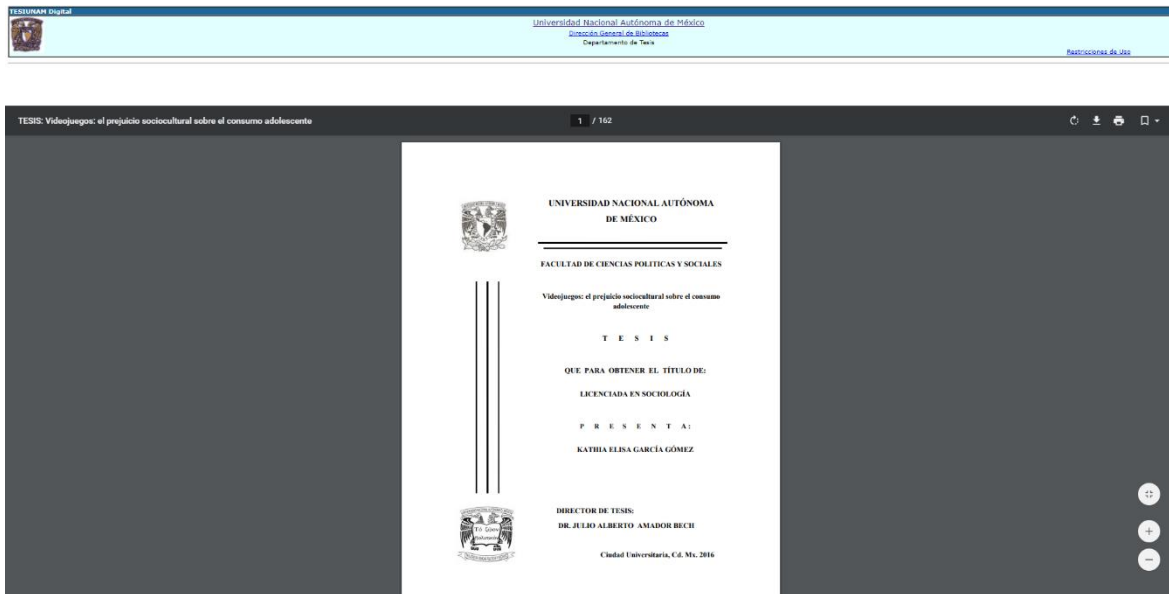 TESIUNAM Digital
Universidad Nacional Autónoma de México
Dirección General de Bibliotecas
Departamento de Tesis
Restricciones de Uso
TESIS: Videojuegos: el prejuicio sociocultural sobre el consumo adolescente
1 / 162
UNIVERSIDAD NACIONAL AUTÓNOMA
DE MÉXICO
FACULTAD DE CIENCIAS POLITICAS Y SOCIALES
Videojuegos: el prejuicio sociocultural sobre el consumo
adolescente
T E S I S
QUE PARA OBTENER EL TÍTULO DE:
LICENCIADA EN SOCIOLOGÍA
P R E S E N T A:
KATHIA ELISA GARCÍA GÓMEZ
DIRECTOR DE TESIS:
DR. JULIO ALBERTO AMADOR BECH
Ciudad Universitaria, Cd. Mx. 2016